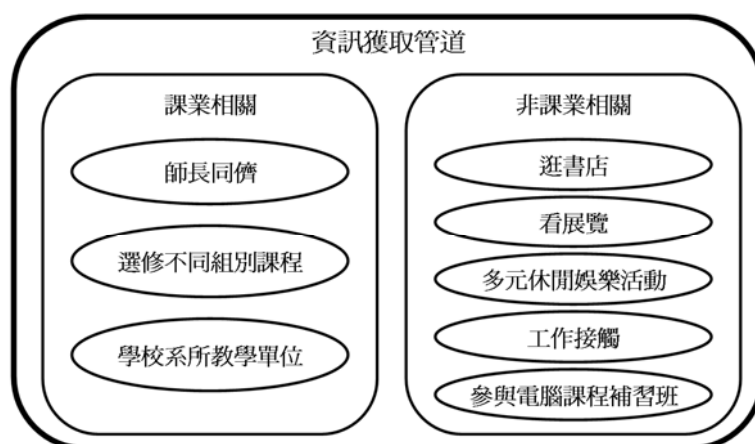 資訊獲取管道
課業相關
師長同儕
選修不同組別課程
學校系所教學單位
非課業相關
逛書店
看展覽
多元休閒娛樂活動
工作接觸
參與電腦課程補習班